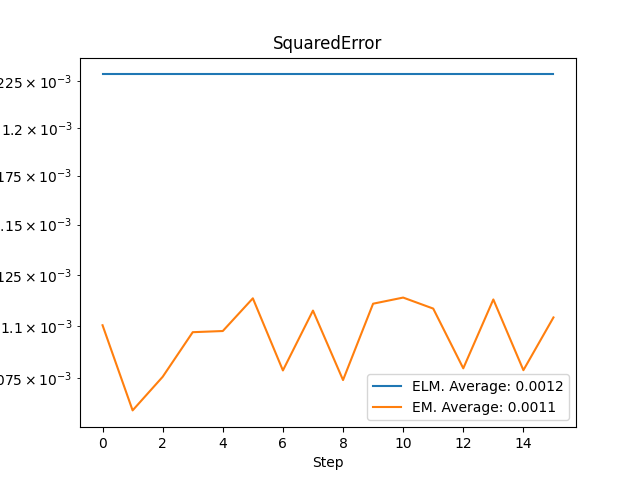 SquaredError
225 × 10⁻³
1.2 × 10⁻³
175 × 10⁻³
.15 × 10⁻³
125 × 10⁻³
1.1 × 10⁻³
075 × 10⁻³
0 2 4 6 8 10 12 14
Step
ELM. Average: 0.0012
EM. Average: 0.0011